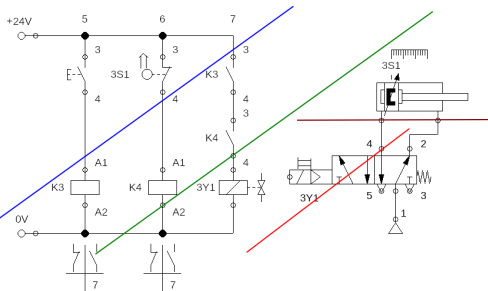 5 6 7
+24V
3 3 3
3S1
3S1 K3
4 4 4
3
K4 4 2
A1 A1 4
K3 K4 3Y1
3Y1 5 3
A2 A2
1
0V
7 7